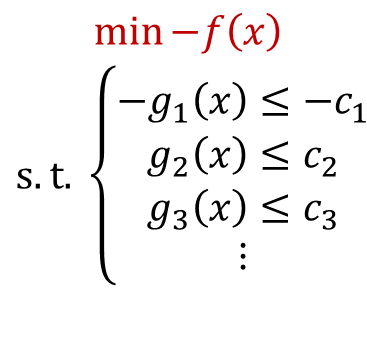 min −f(x)
−g₁(x) ≤ −c₁
s.t. g₂(x) ≤ c₂
g₃(x) ≤ c₃
⋮